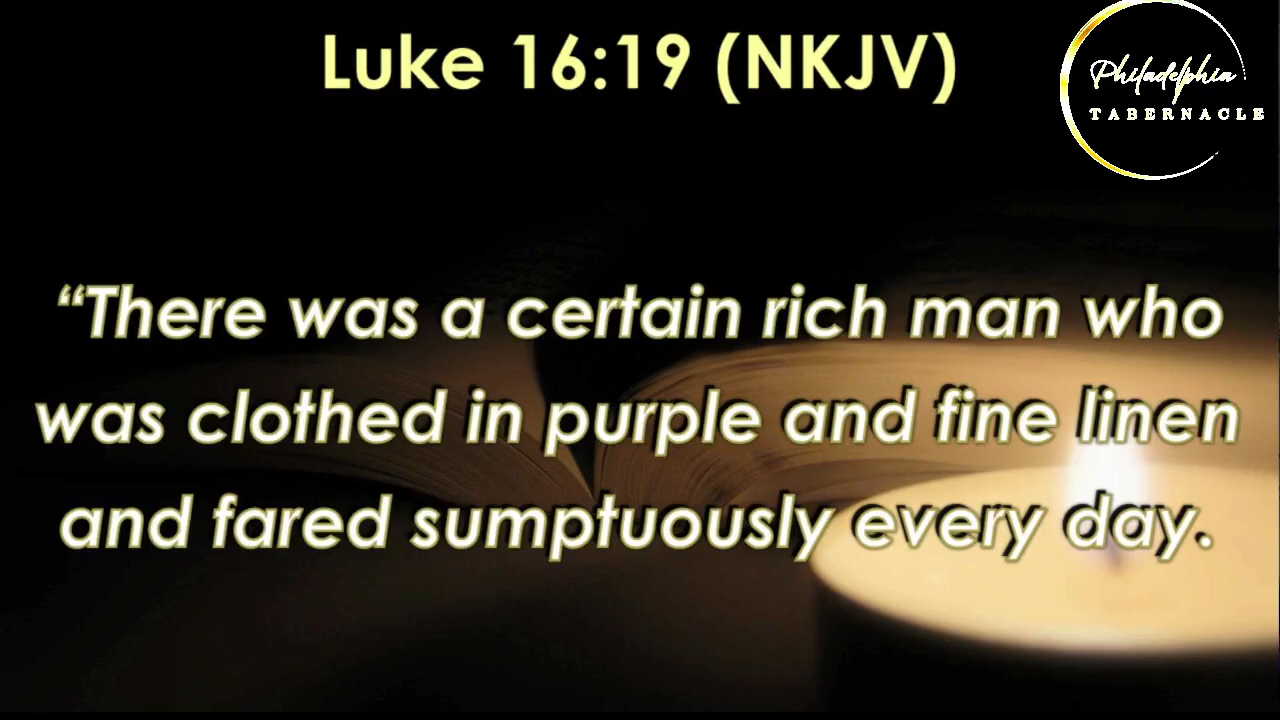 Luke 16:19 (NKJV)
Philadelphia
TABERNACLE
“There was a certain rich man who
was clothed in purple and fine linen
and fared sumptuously every day.